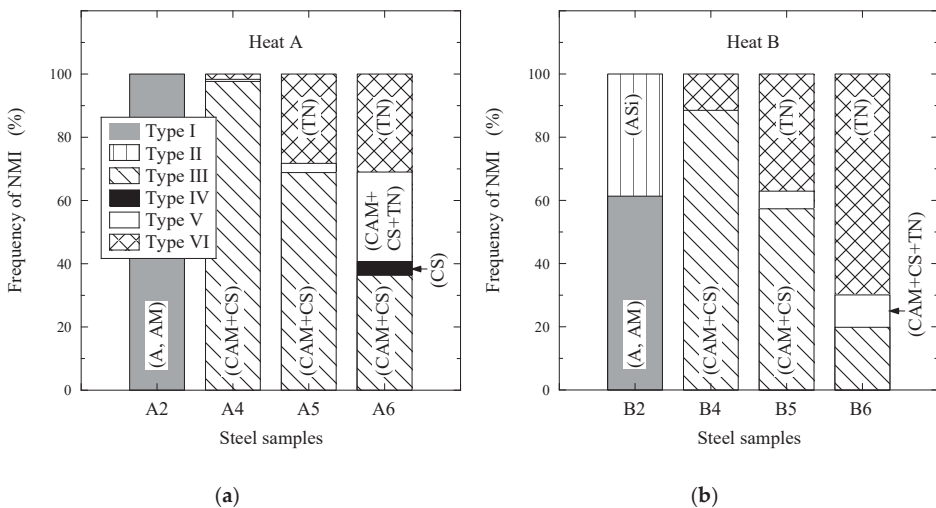 Heat A
Frequency of NMI (%)
100
80
60
40
20
0
Type I
Type II
Type III
Type IV
Type V
Type VI
(A, AM)
(CAM+CS)
(TN)
(CAM+CS)
(TN)
(CAM+
CS+TN)
(CS)
(CAM+CS)
A2 A4 A5 A6
Steel samples
(a)
Heat B
Frequency of NMI (%)
100
80
60
40
20
0
(ASi)
(A, AM)
(CAM+CS)
(TN)
(CAM+CS)
(TN)
(CAM+CS+TN)
B2 B4 B5 B6
Steel samples
(b)